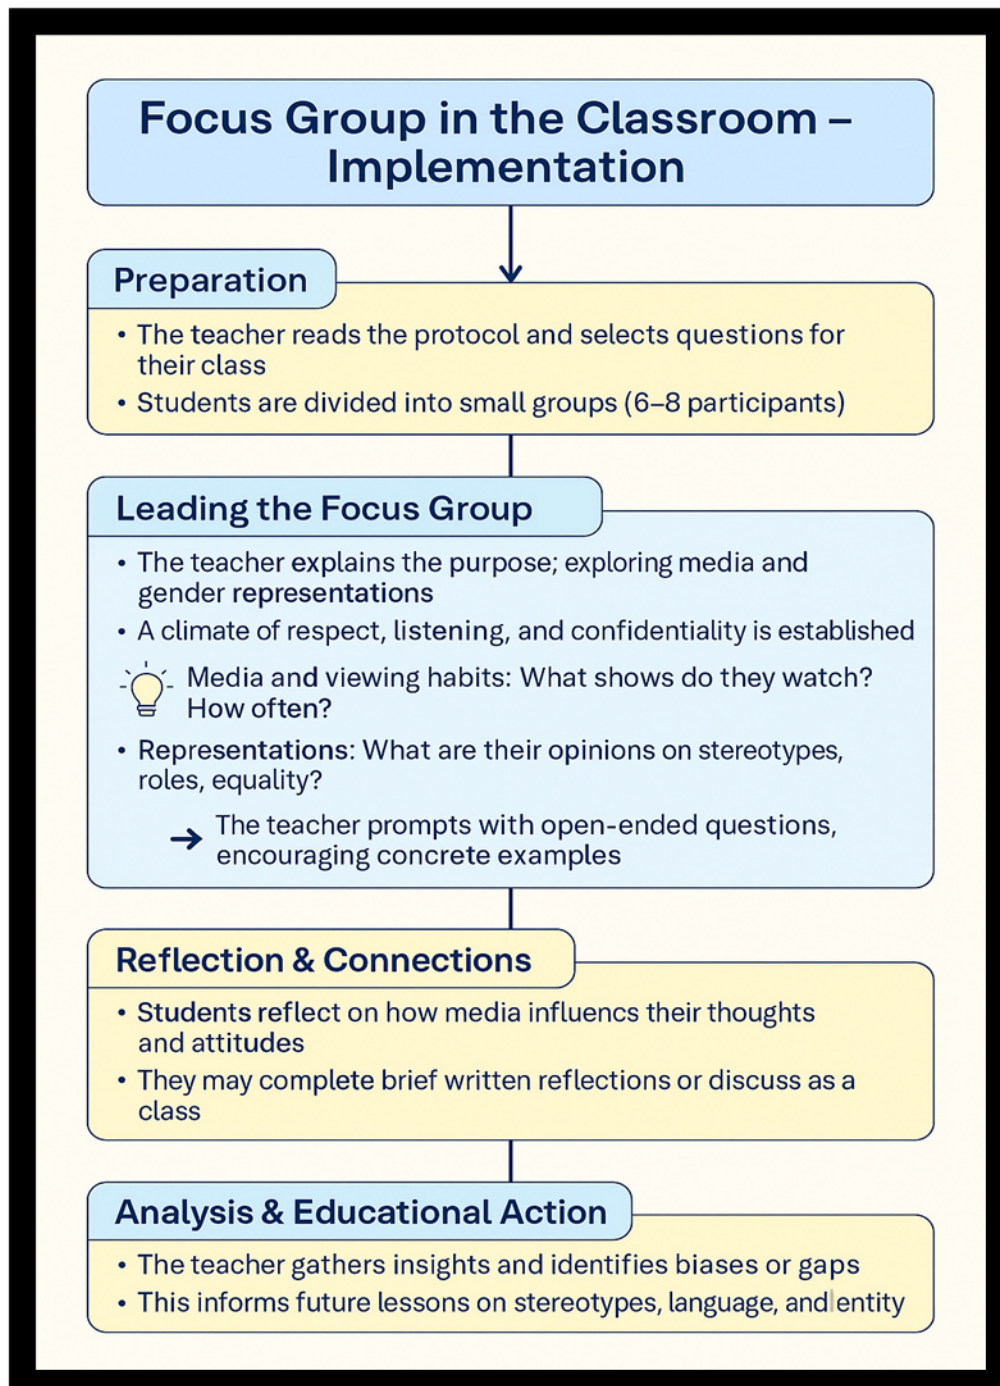 Focus Group in the Classroom –
Implementation
Preparation
• The teacher reads the protocol and selects questions for
their class
• Students are divided into small groups (6–8 participants)
Leading the Focus Group
• The teacher explains the purpose; exploring media and
gender representations
• A climate of respect, listening, and confidentiality is established
Media and viewing habits: What shows do they watch?
How often?
• Representations: What are their opinions on stereotypes,
roles, equality?
→ The teacher prompts with open-ended questions,
encouraging concrete examples
Reflection & Connections
• Students reflect on how media influencs their thoughts
and attitudes
• They may complete brief written reflections or discuss as a
class
Analysis & Educational Action
• The teacher gathers insights and identifies biases or gaps
• This informs future lessons on stereotypes, language, and entity